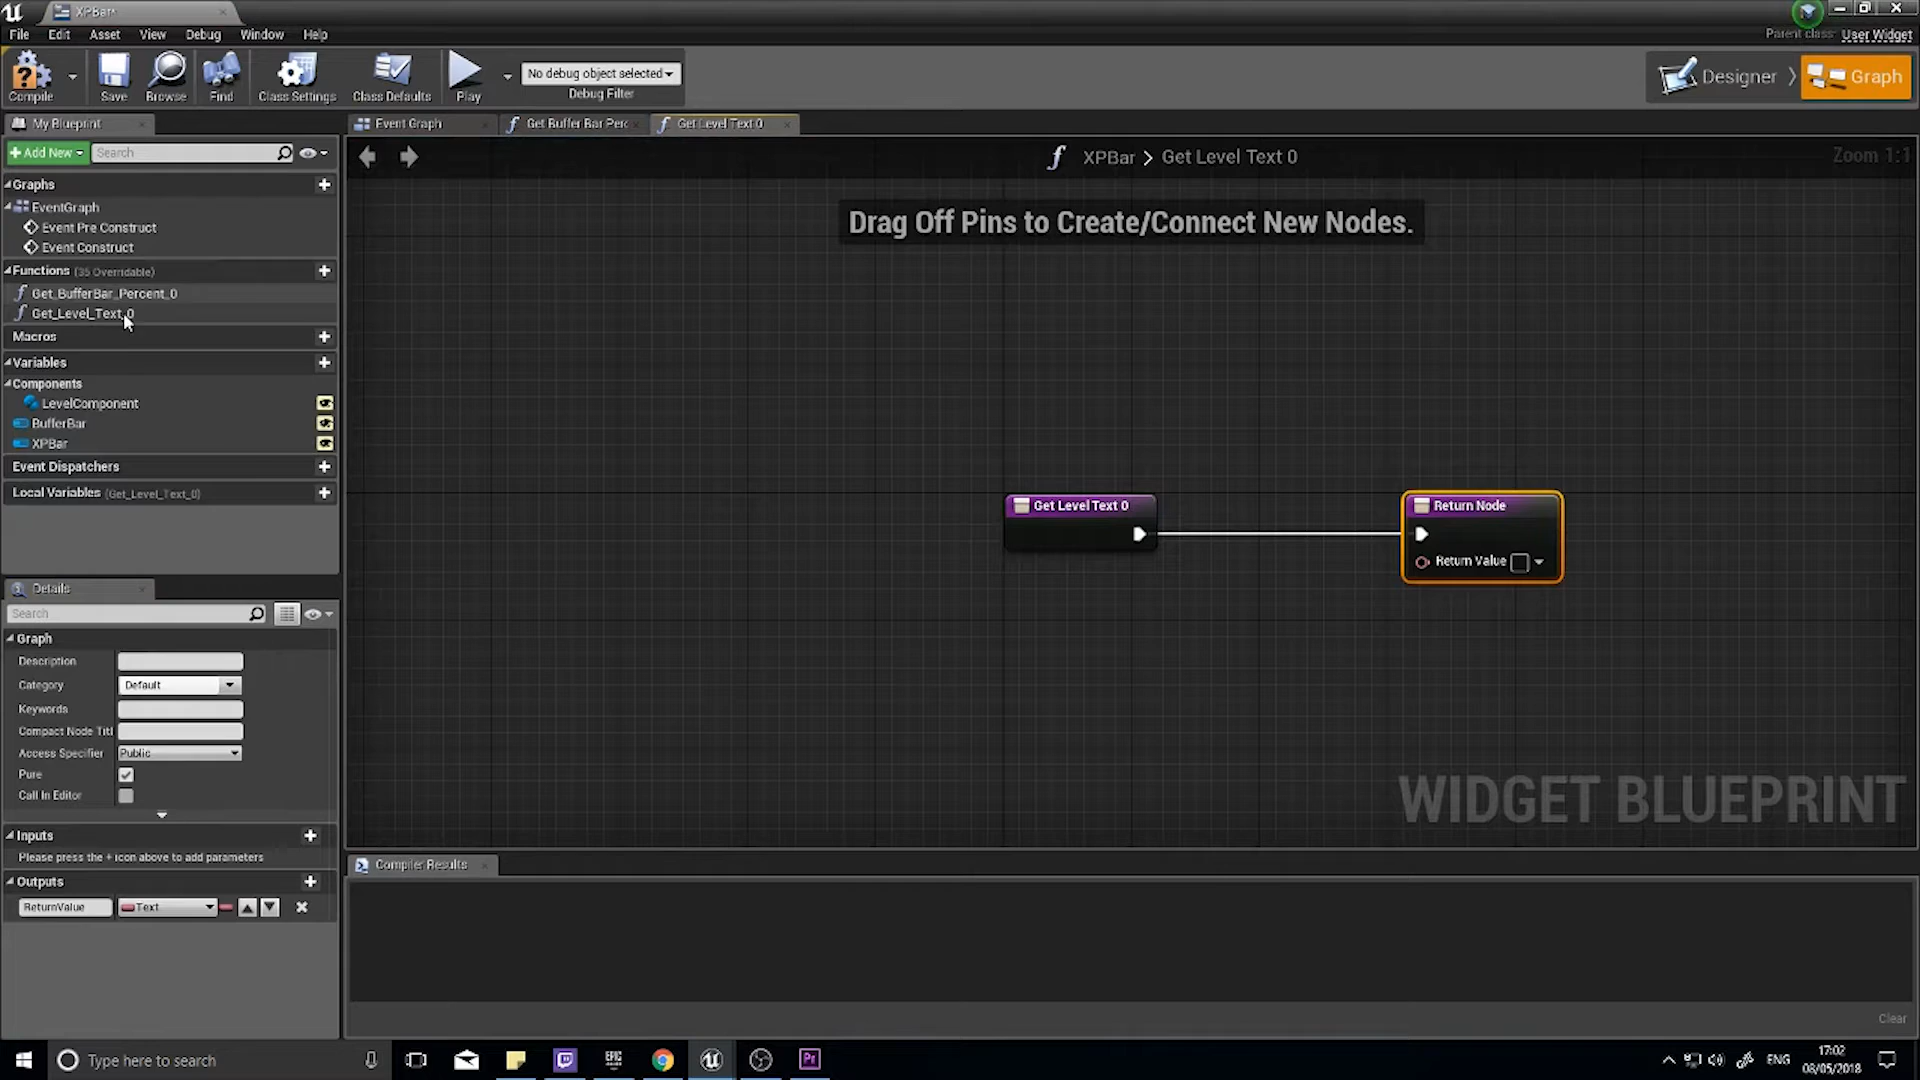 XPBar*
File Edit Asset View Debug Window Help
Parent class: User Widget
Compile Save Browse Find Class Settings Class Defaults Play
No debug object selected
Debug Filter
Designer Graph
My Blueprint
Event Graph Get Buffer Bar Perc Get Level Text 0
Add New Search
XPBar > Get Level Text 0
Zoom 1:1
Graphs
EventGraph
Event Pre Construct
Event Construct
Functions (35 Overridable)
Get_BufferBar_Percent_0
Get_Level_Text_0
Macros
Variables
Components
LevelComponent
BufferBar
XPBar
Event Dispatchers
Local Variables (Get_Level_Text_0)
Drag Off Pins to Create/Connect New Nodes.
Get Level Text 0
Return Node
Return Value
WIDGET BLUEPRINT
Details
Search
Graph
Description
Category Default
Keywords
Compact Node Titl
Access Specifier Public
Pure
Call In Editor
Inputs
Please press the + icon above to add parameters
Outputs
ReturnValue Text
Compiler Results
Clear
Type here to search
EPIC
Pr
ENG
17:02
08/05/2018